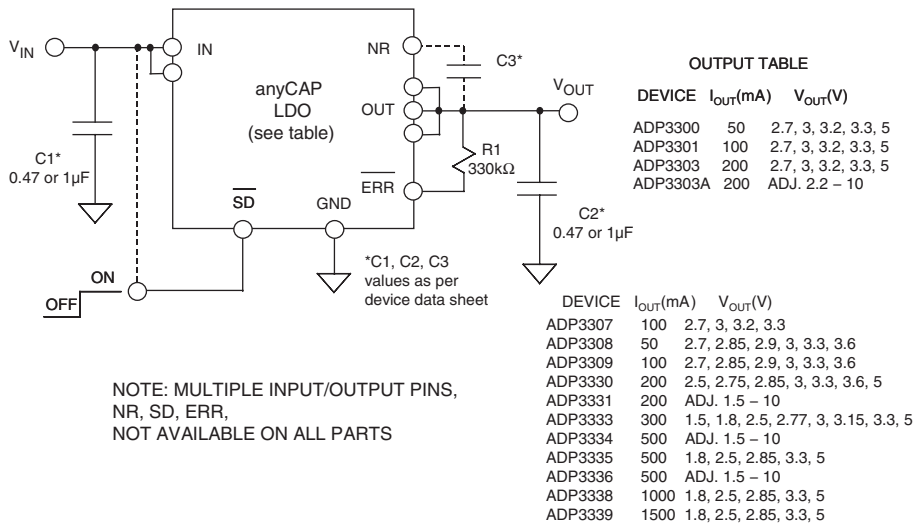 V_IN
IN
NR
C3*
anyCAP
LDO
(see table)
OUT
V_OUT
C1*
0.47 or 1μF
R1
330kΩ
ERR
SD
GND
C2*
0.47 or 1μF
ON
OFF
*C1, C2, C3
values as per
device data sheet
NOTE: MULTIPLE INPUT/OUTPUT PINS,
NR, SD, ERR,
NOT AVAILABLE ON ALL PARTS
OUTPUT TABLE
DEVICE I_OUT(mA) V_OUT(V)
ADP3300 50 2.7, 3, 3.2, 3.3, 5
ADP3301 100 2.7, 3, 3.2, 3.3, 5
ADP3303 200 2.7, 3, 3.2, 3.3, 5
ADP3303A 200 ADJ. 2.2 – 10
DEVICE I_OUT(mA) V_OUT(V)
ADP3307 100 2.7, 3, 3.2, 3.3
ADP3308 50 2.7, 2.85, 2.9, 3, 3.3, 3.6
ADP3309 100 2.7, 2.85, 2.9, 3, 3.3, 3.6
ADP3330 200 2.5, 2.75, 2.85, 3, 3.3, 3.6, 5
ADP3331 200 ADJ. 1.5 – 10
ADP3333 300 1.5, 1.8, 2.5, 2.77, 3, 3.15, 3.3, 5
ADP3334 500 ADJ. 1.5 – 10
ADP3335 500 1.8, 2.5, 2.85, 3.3, 5
ADP3336 500 ADJ. 1.5 – 10
ADP3338 1000 1.8, 2.5, 2.85, 3.3, 5
ADP3339 1500 1.8, 2.5, 2.85, 3.3, 5